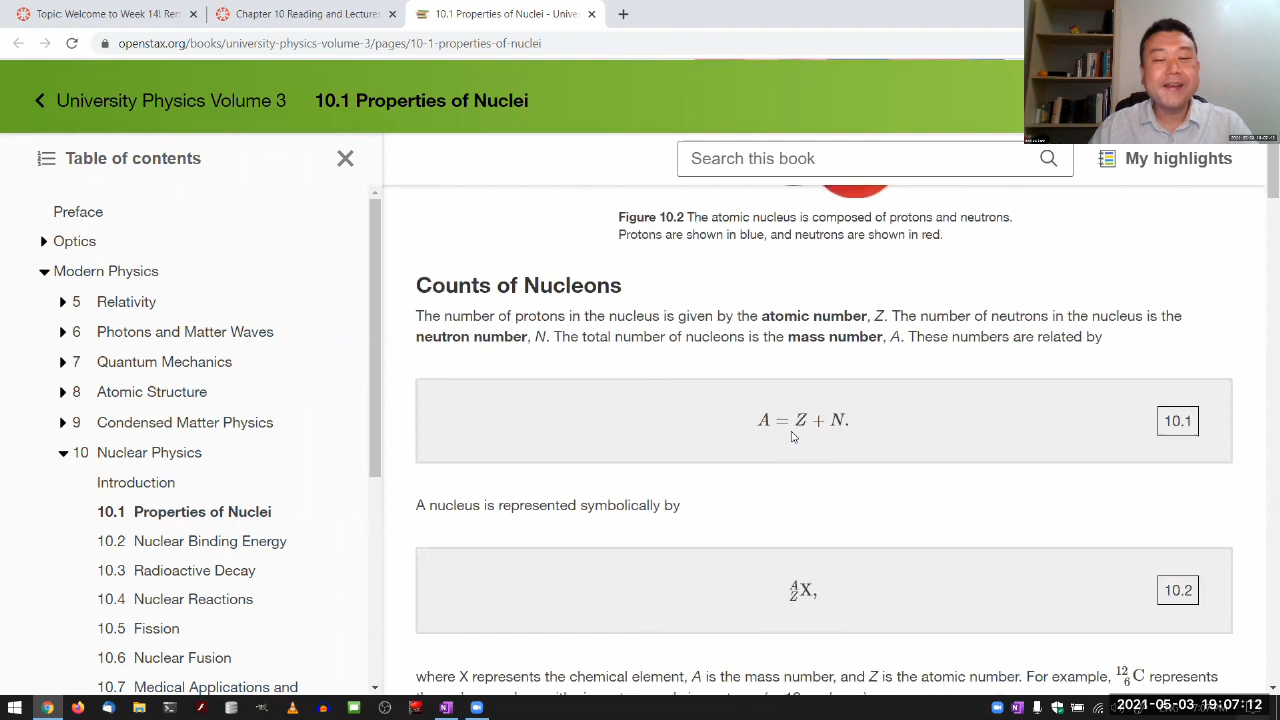 Topic: Welcome to Week 14! Rem
Chapter 10 Reading and Lectures
10.1 Properties of Nuclei - Unive
openstax.org/books/university-physics-volume-3/pages/10-1-properties-of-nuclei
University Physics Volume 3
10.1 Properties of Nuclei
Table of contents
Search this book
My highlights
Preface
Optics
Modern Physics
5 Relativity
6 Photons and Matter Waves
7 Quantum Mechanics
8 Atomic Structure
9 Condensed Matter Physics
10 Nuclear Physics
Introduction
10.1 Properties of Nuclei
10.2 Nuclear Binding Energy
10.3 Radioactive Decay
10.4 Nuclear Reactions
10.5 Fission
10.6 Nuclear Fusion
10.7 Medical Applications and
Figure 10.2 The atomic nucleus is composed of protons and neutrons.
Protons are shown in blue, and neutrons are shown in red.
Counts of Nucleons
The number of protons in the nucleus is given by the atomic number, Z. The number of neutrons in the nucleus is the
neutron number, N. The total number of nucleons is the mass number, A. These numbers are related by
A = Z + N.
10.1
A nucleus is represented symbolically by
A
Z X,
10.2
where X represents the chemical element, A is the mass number, and Z is the atomic number. For example, 12 6 C represents
2021-05-03 19:07:12
2021-05-03 19:07:12